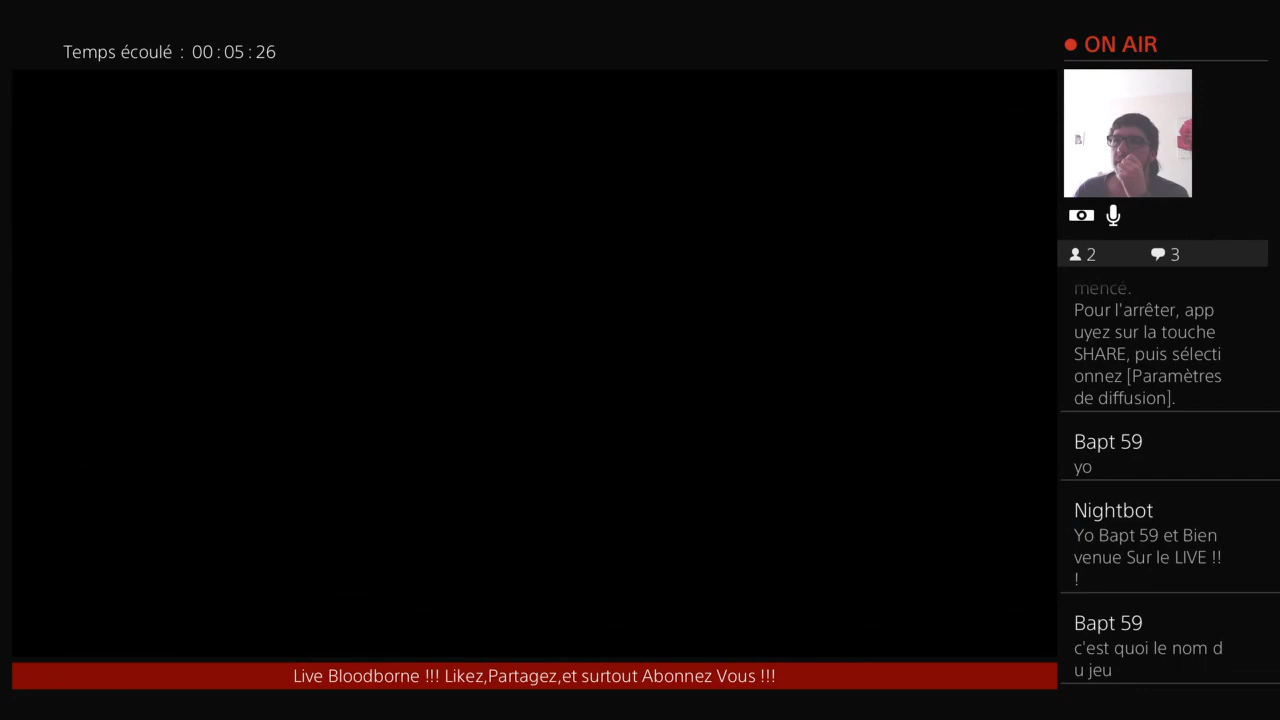 Temps écoulé : 00:05:26
ON AIR
2
3
mencé.
Pour l'arrêter, app
uyez sur la touche
SHARE, puis sélecti
onnez [Paramètres
de diffusion].
Bapt 59
yo
Nightbot
Yo Bapt 59 et Bien
venue Sur le LIVE !!
!
Bapt 59
c'est quoi le nom d
u jeu
Live Bloodborne !!! Likez,Partagez,et surtout Abonnez Vous !!!